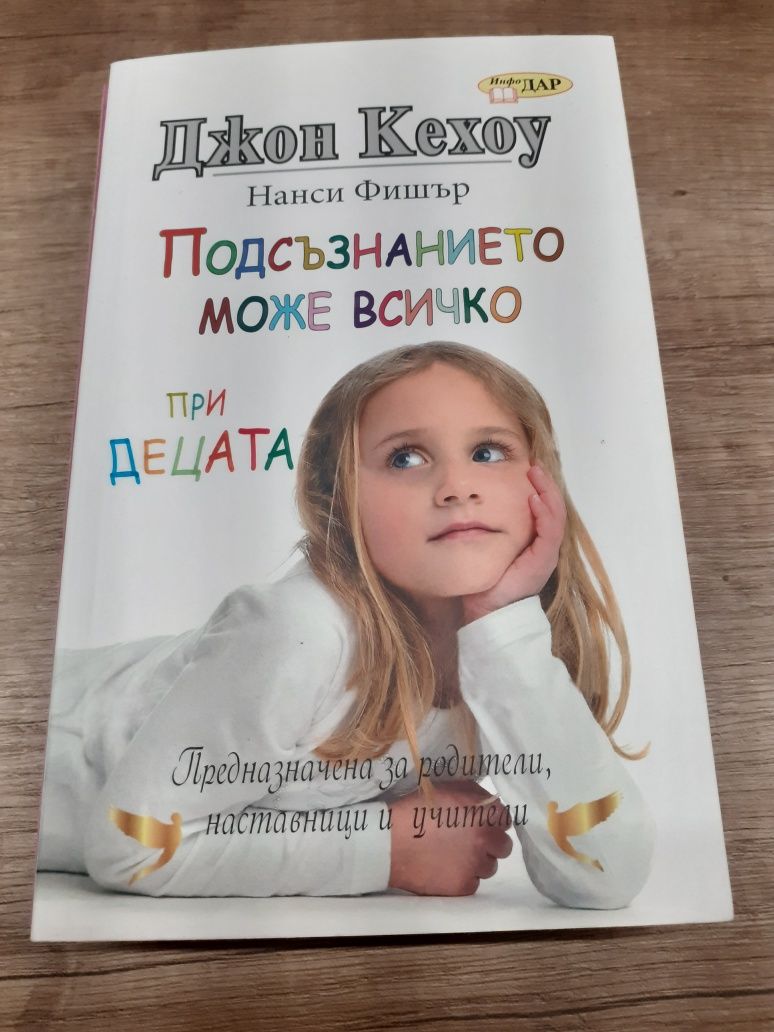 Инфо ДАР
Джон Кехоу
Нанси Фишър
Подсъзнанието
може всичко
при
децата
Предназначена за родители,
наставници и учители